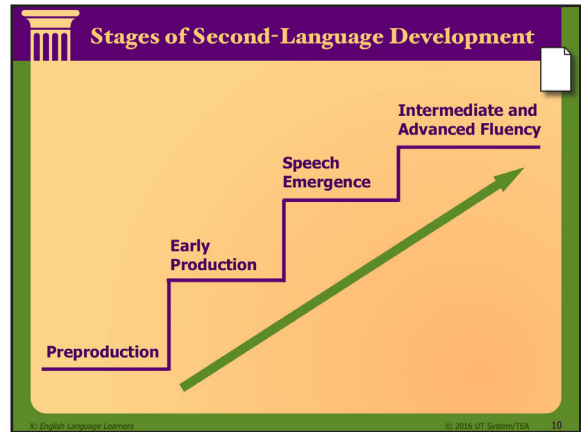 Stages of Second-Language Development
Intermediate and
Advanced Fluency
Speech
Emergence
Early
Production
Preproduction
K: English Language Learners
© 2016 UT System/TEA 10